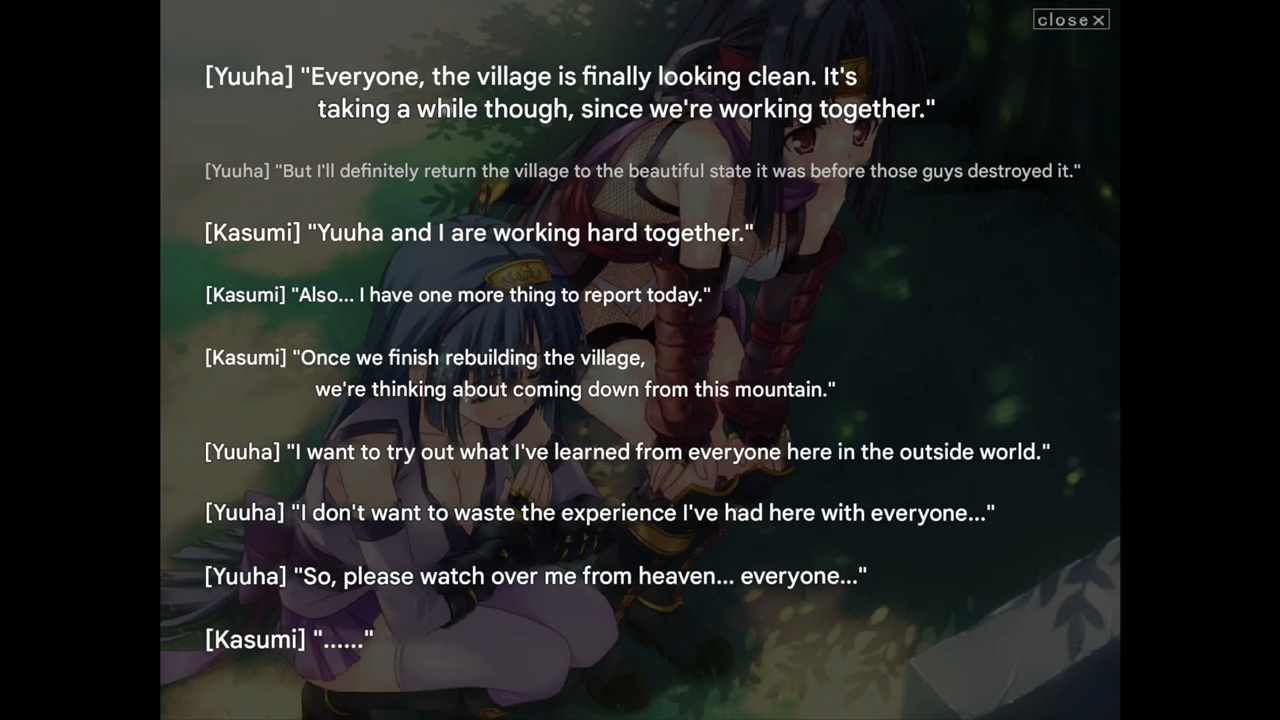 close×
[Yuuha] "Everyone, the village is finally looking clean. It's
taking a while though, since we're working together."
[Yuuha] "But I'll definitely return the village to the beautiful state it was before those guys destroyed it."
[Kasumi] "Yuuha and I are working hard together."
[Kasumi] "Also... I have one more thing to report today."
[Kasumi] "Once we finish rebuilding the village,
we're thinking about coming down from this mountain."
[Yuuha] "I want to try out what I've learned from everyone here in the outside world."
[Yuuha] "I don't want to waste the experience I've had here with everyone..."
[Yuuha] "So, please watch over me from heaven... everyone..."
[Kasumi] "......"